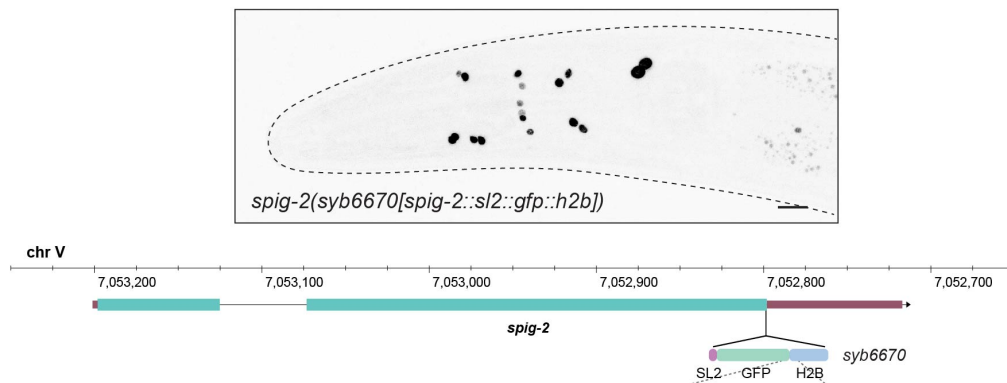 spig-2(syb6670[spig-2::sl2::gfp::h2b])
chr V
7,053,200 7,053,100 7,053,000 7,052,900 7,052,800 7,052,700
spig-2
syb6670
SL2 GFP H2B